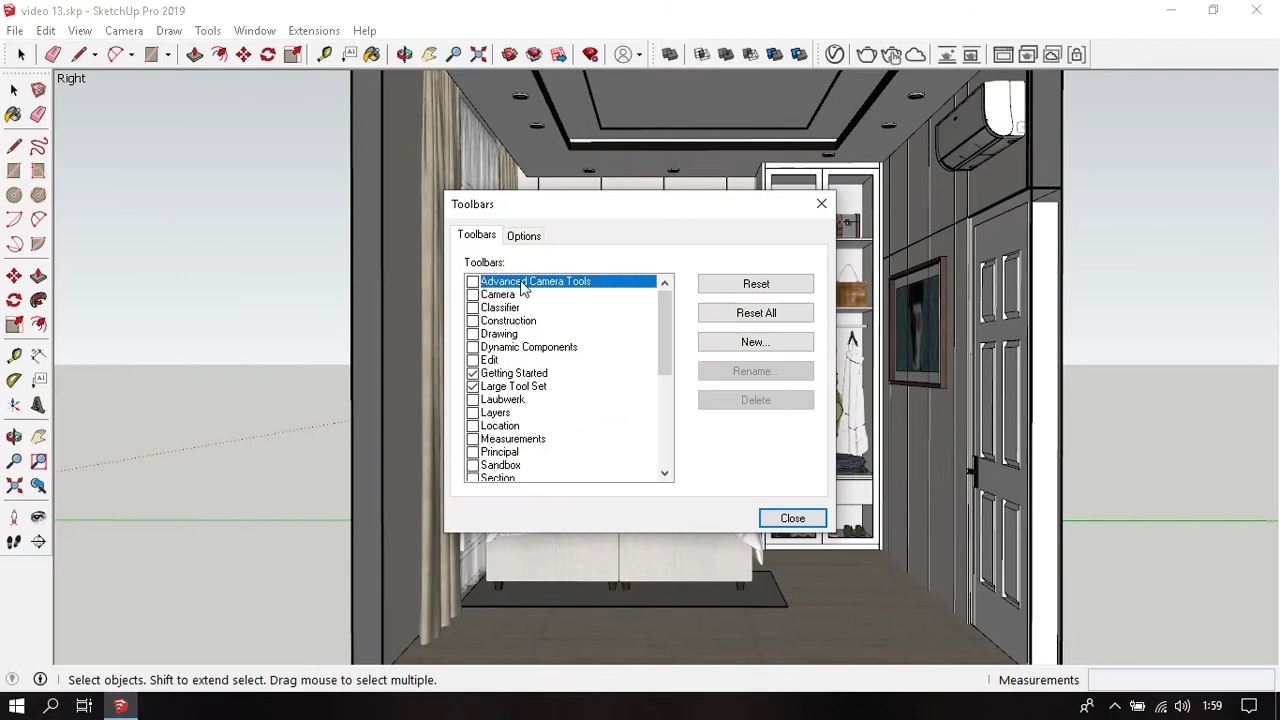 video 13.skp - SketchUp Pro 2019
File Edit View Camera Draw Tools Window Extensions Help
Right
Toolbars
Toolbars Options
Toolbars:
Advanced Camera Tools
Camera
Classifier
Construction
Drawing
Dynamic Components
Edit
Getting Started
Large Tool Set
Laubwerk
Layers
Location
Measurements
Principal
Sandbox
Section
Reset
Reset All
New...
Rename...
Delete
Close
Select objects. Shift to extend select. Drag mouse to select multiple.
Measurements
1:59